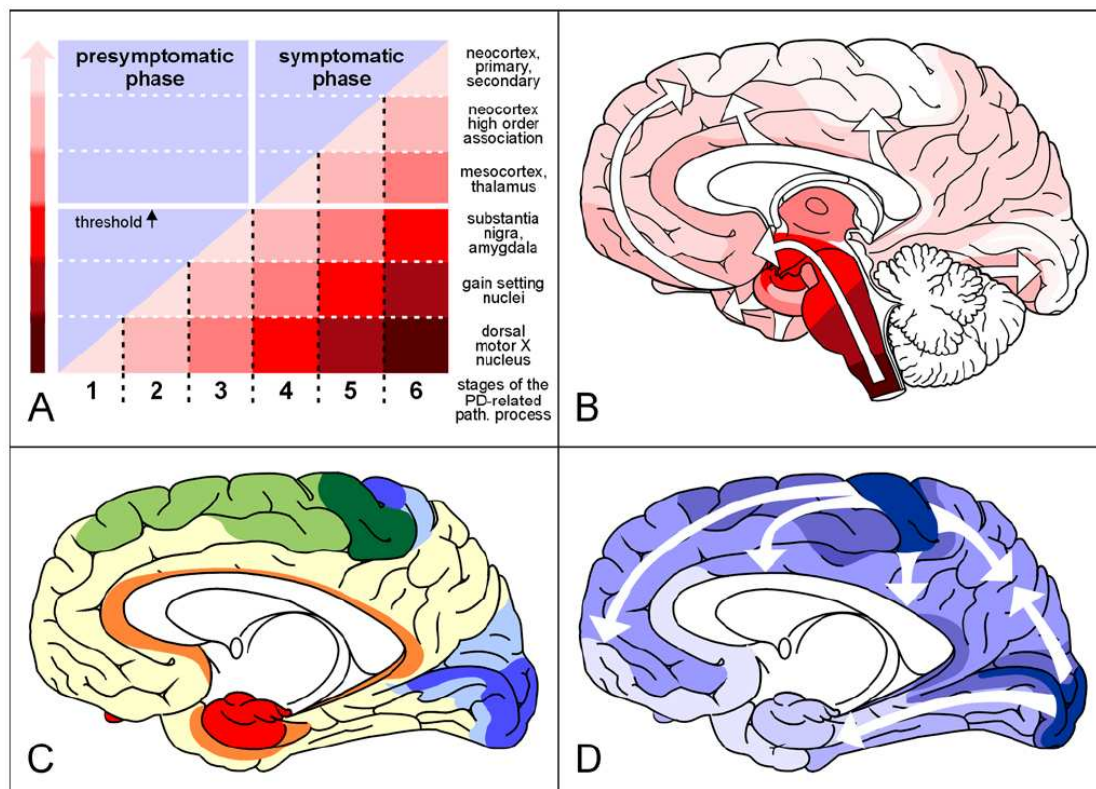 presymptomatic
phase
symptomatic
phase
neocortex,
primary,
secondary
neocortex
high order
association
mesocortex,
thalamus
threshold
substantia
nigra,
amygdala
gain setting
nuclei
dorsal
motor X
nucleus
1 2 3 4 5 6
stages of the
PD-related
path. process
A
B
C
D